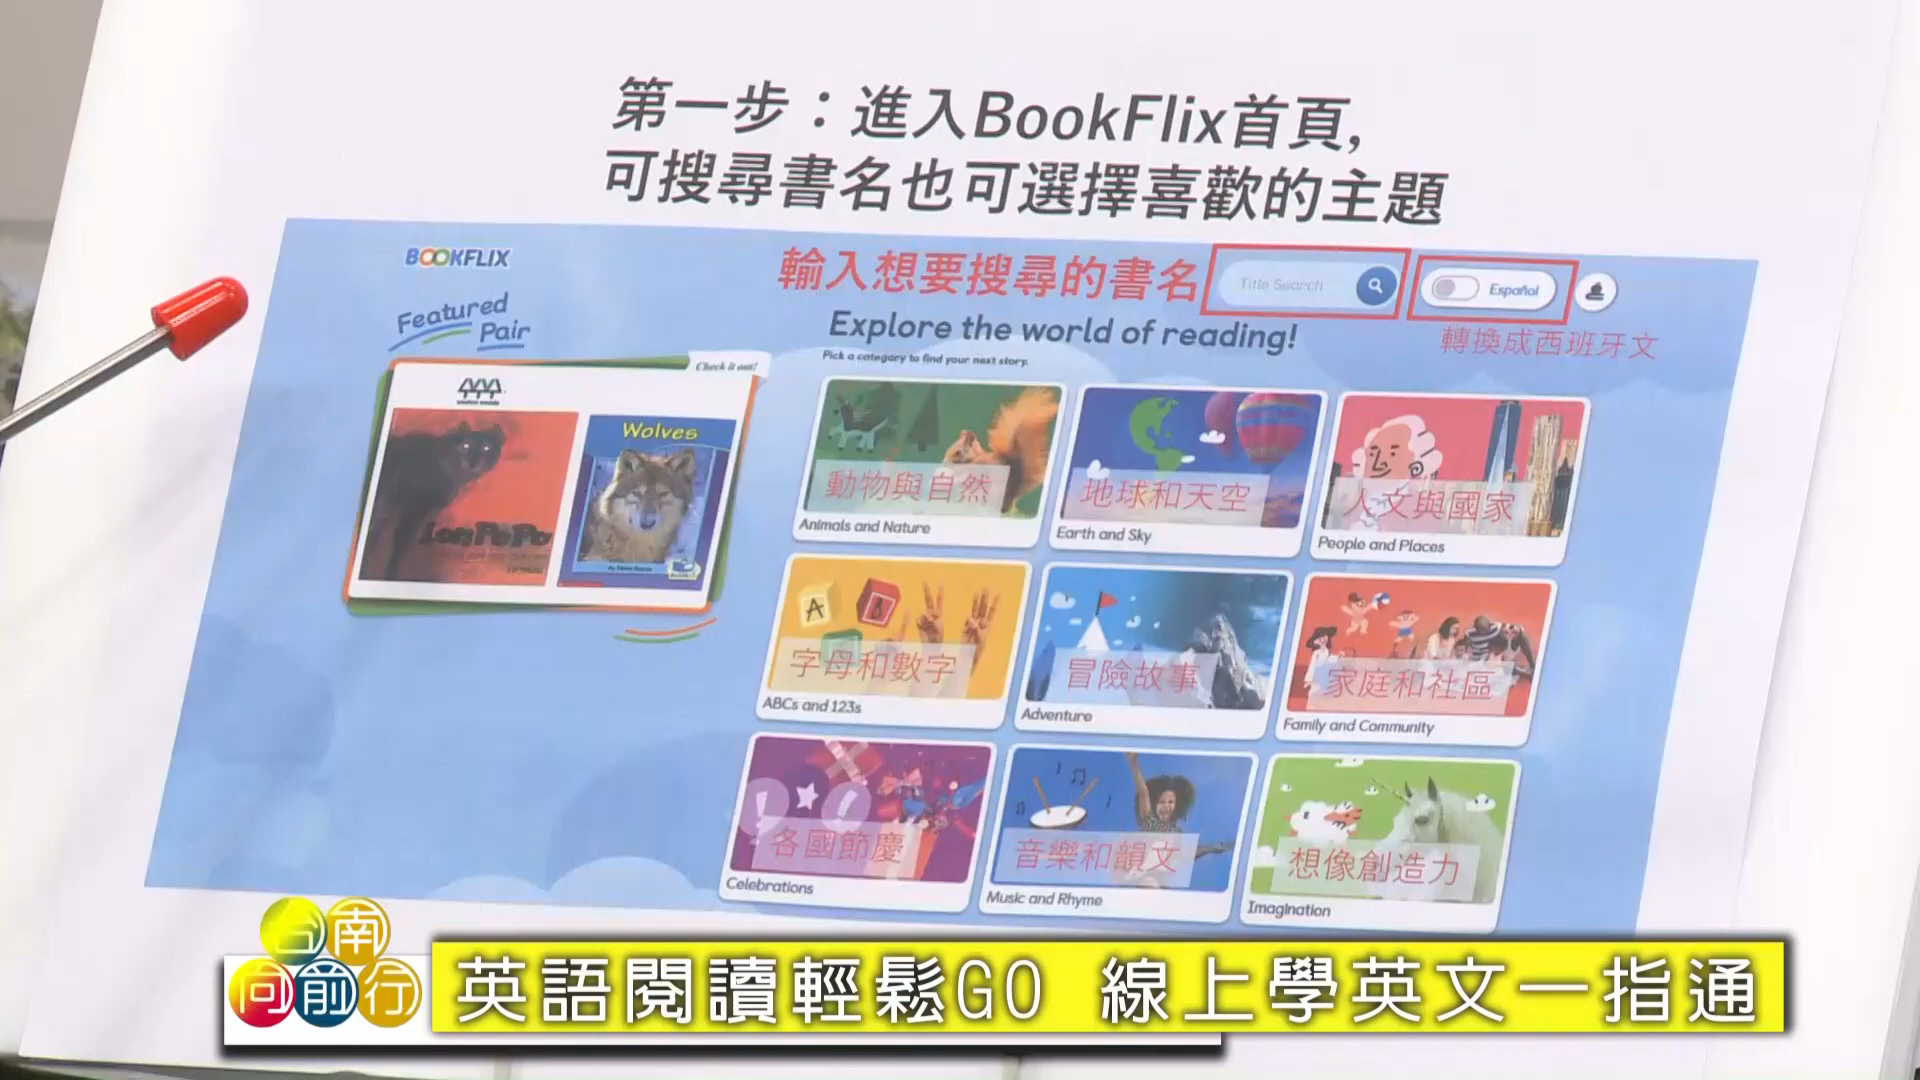 第一步：進入BookFlix首頁,
可搜尋書名也可選擇喜歡的主題
BOOKFLIX
輸入想要搜尋的書名
Title Search
Español
轉換成西班牙文
Featured
Pair
Explore the world of reading!
Pick a category to find your next story.
Check it out!
Wolves
Lon Po Po
動物與自然
Animals and Nature
地球和天空
Earth and Sky
人文與國家
People and Places
A
B
字母和數字
ABCs and 123s
冒險故事
Adventure
家庭和社區
Family and Community
各國節慶
Celebrations
音樂和韻文
Music and Rhyme
想像創造力
Imagination
台南
向前行
英語閱讀輕鬆GO 線上學英文一指通